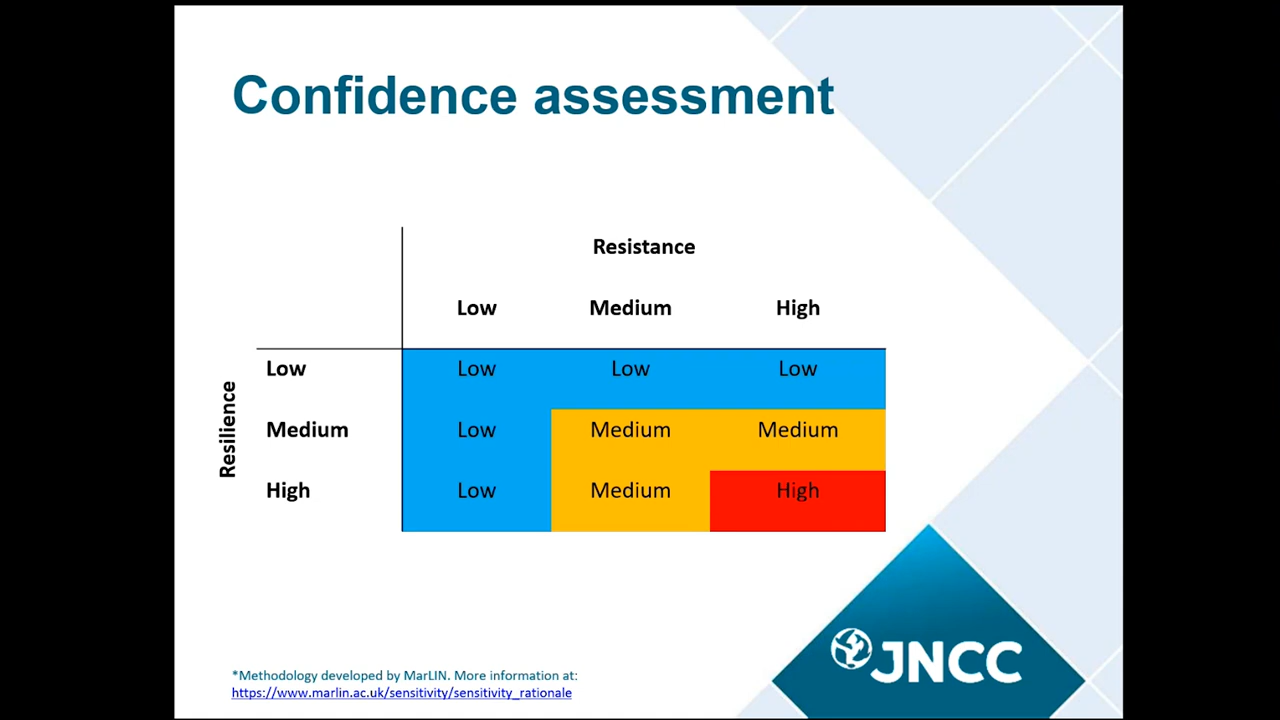 Confidence assessment
Resistance
Low Medium High
Resilience
Low Low Low Low
Medium Low Medium Medium
High Low Medium High
*Methodology developed by MarLIN. More information at:
https://www.marlin.ac.uk/sensitivity/sensitivity_rationale
JNCC